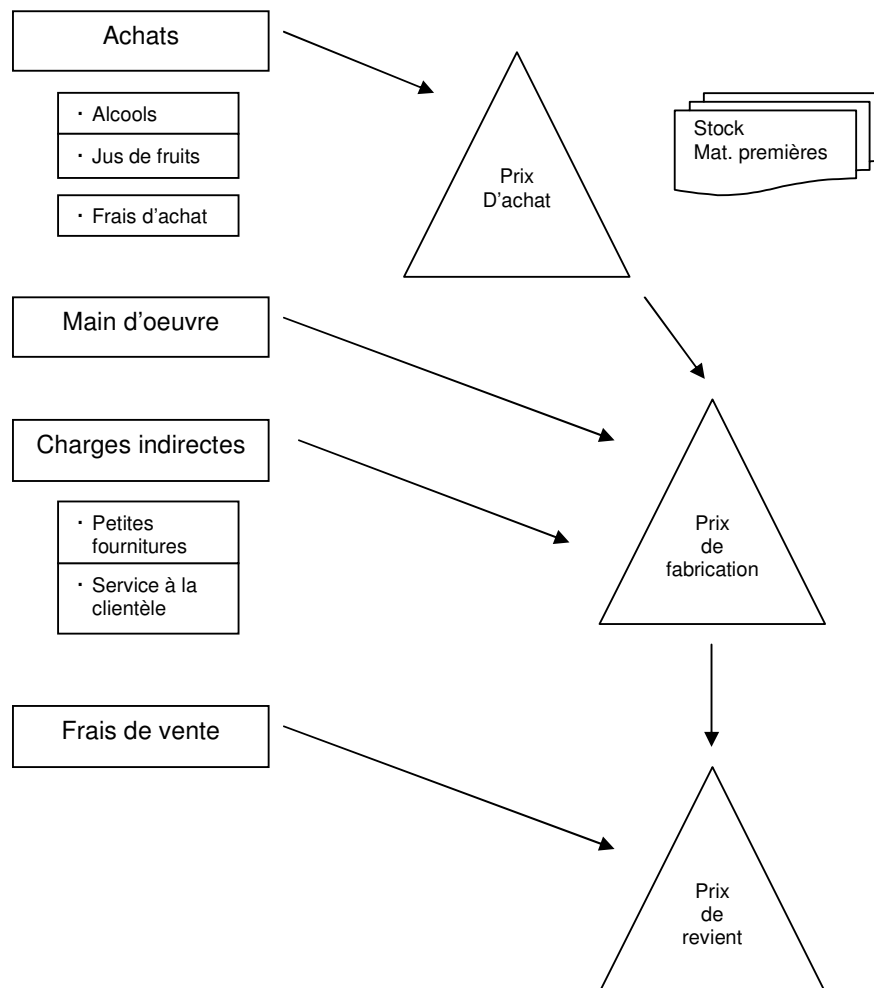 Achats
· Alcools
· Jus de fruits
· Frais d’achat
Prix
D’achat
Stock
Mat. premières
Main d’oeuvre
Charges indirectes
· Petites
fournitures
· Service à la
clientèle
Prix
de
fabrication
Frais de vente
Prix
de
revient